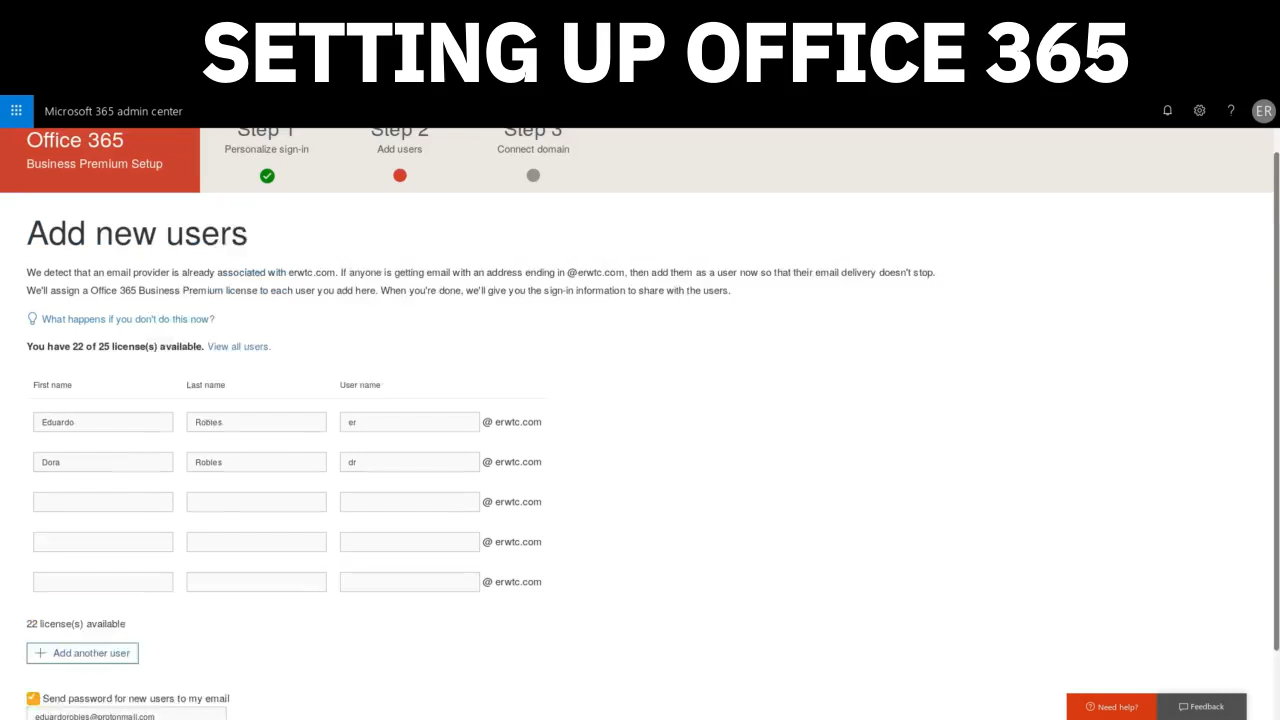 SETTING UP OFFICE 365
Microsoft 365 admin center
?
ER
Office 365
Business Premium Setup
Step 1
Personalize sign-in
Step 2
Add users
Step 3
Connect domain
Add new users
We detect that an email provider is already associated with erwtc.com. If anyone is getting email with an address ending in @erwtc.com, then add them as a user now so that their email delivery doesn't stop.
We'll assign a Office 365 Business Premium license to each user you add here. When you're done, we'll give you the sign-in information to share with the users.
What happens if you don't do this now?
You have 22 of 25 license(s) available. View all users.
First name Last name User name
Eduardo Robles er @ erwtc.com
Dora Robles dr @ erwtc.com
@ erwtc.com
@ erwtc.com
@ erwtc.com
22 license(s) available
+ Add another user
Send password for new users to my email
eduardorobles@protonmail.com
Need help?
Feedback